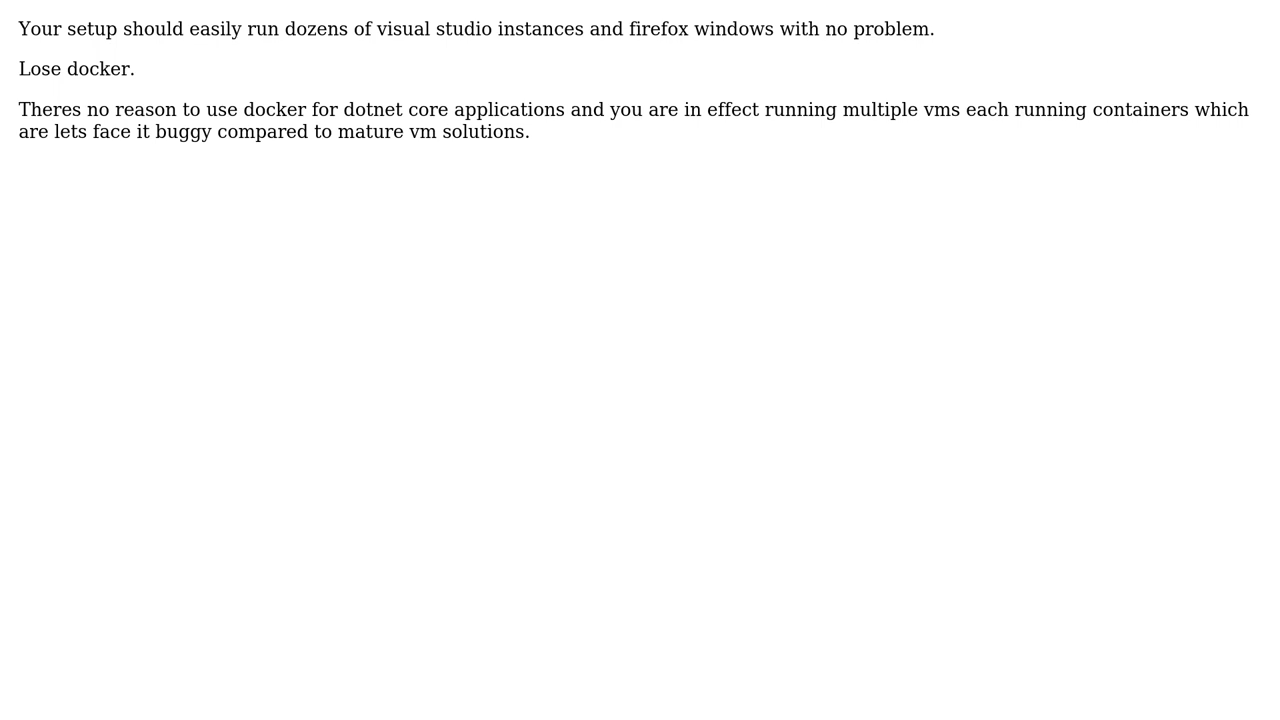 Your setup should easily run dozens of visual studio instances and firefox windows with no problem.
Lose docker.
Theres no reason to use docker for dotnet core applications and you are in effect running multiple vms each running containers which
are lets face it buggy compared to mature vm solutions.